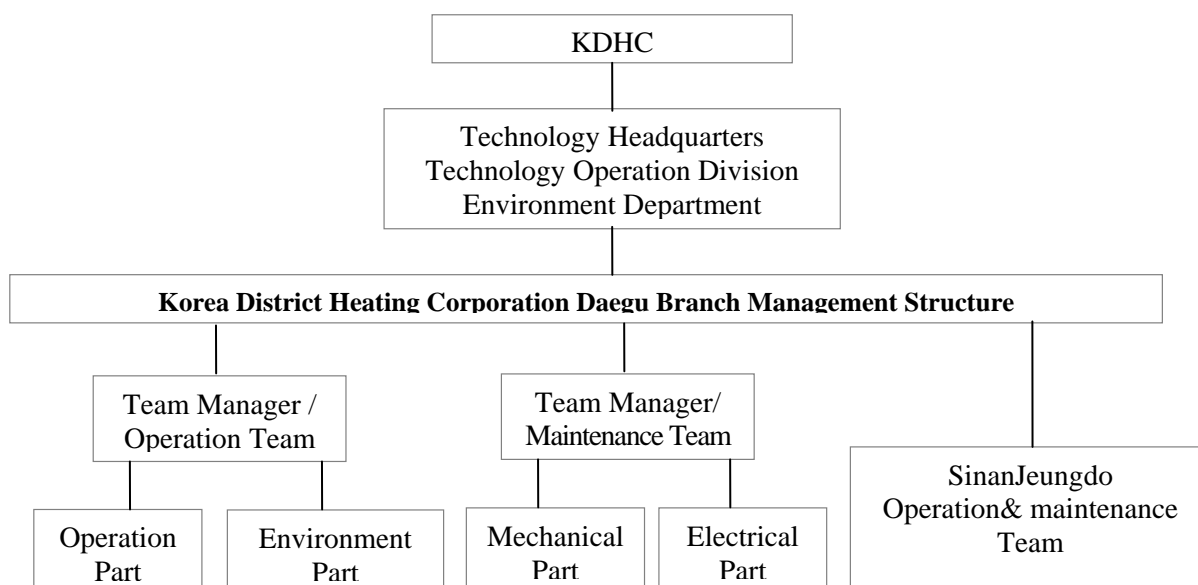 KDHC
Technology Headquarters
Technology Operation Division
Environment Department
Korea District Heating Corporation Daegu Branch Management Structure
Team Manager /
Operation Team
Team Manager/
Maintenance Team
SinanJeungdo
Operation& maintenance
Team
Operation
Part
Environment
Part
Mechanical
Part
Electrical
Part